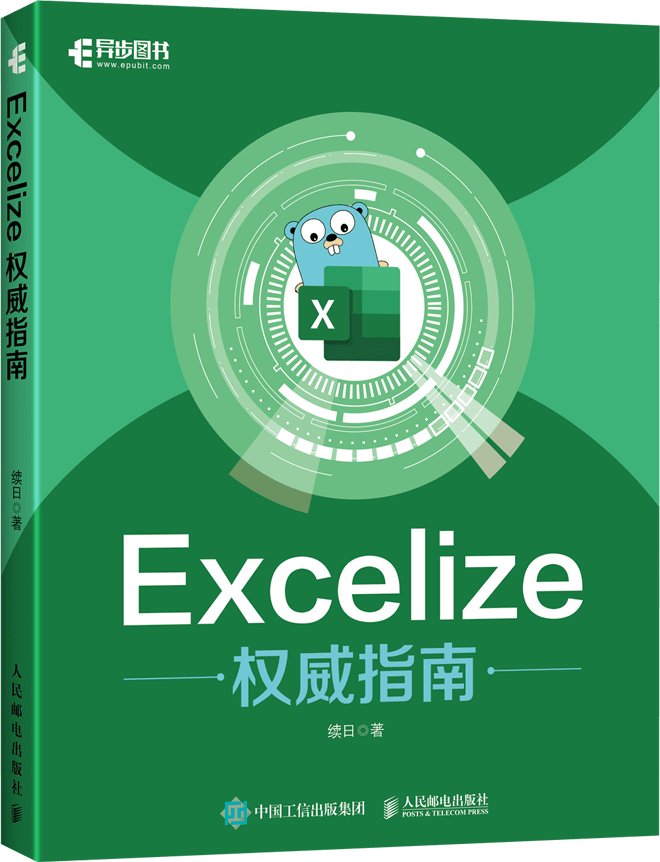 异步图书
www.epubit.com
X
Excelize
权威指南
续日◎著
中国工信出版集团
人民邮电出版社
POSTS & TELECOM PRESS
Excelize 权威指南
续日◎著
人民邮电出版社